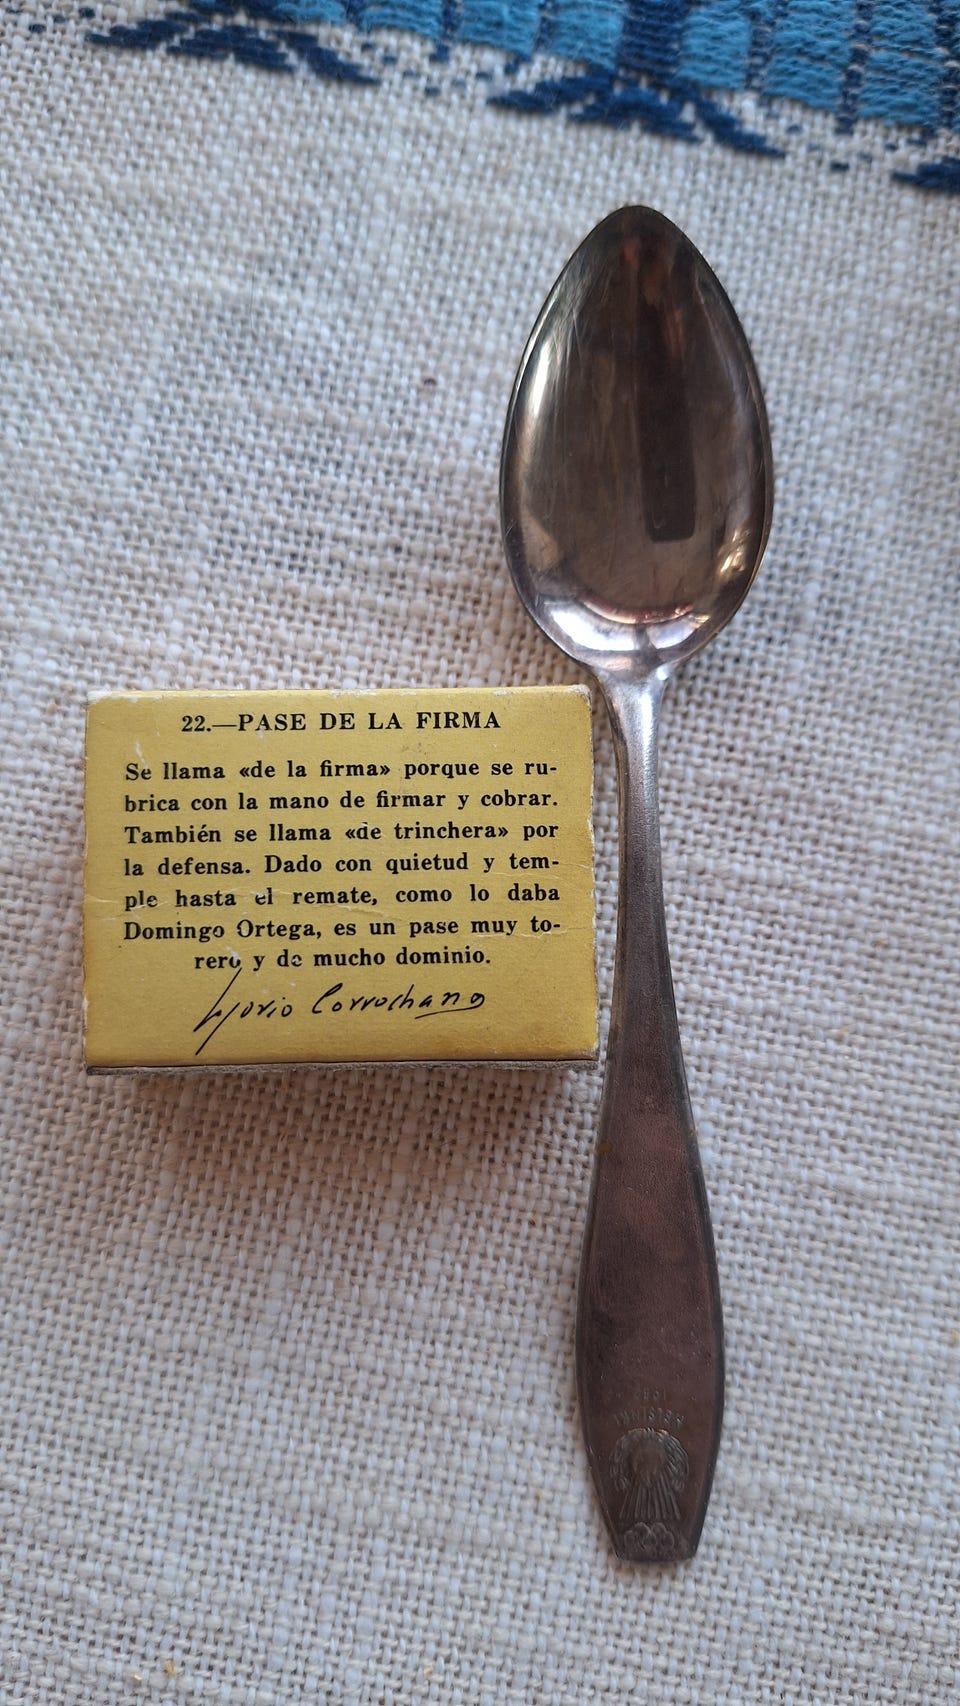 22.—PASE DE LA FIRMA
Se llama «de la firma» porque se ru-
brica con la mano de firmar y cobrar.
También se llama «de trinchera» por
la defensa. Dado con quietud y tem-
ple hasta el remate, como lo daba
Domingo Ortega, es un pase muy to-
rero y de mucho dominio.
Gregorio Corrochano
HELSINKI
1952